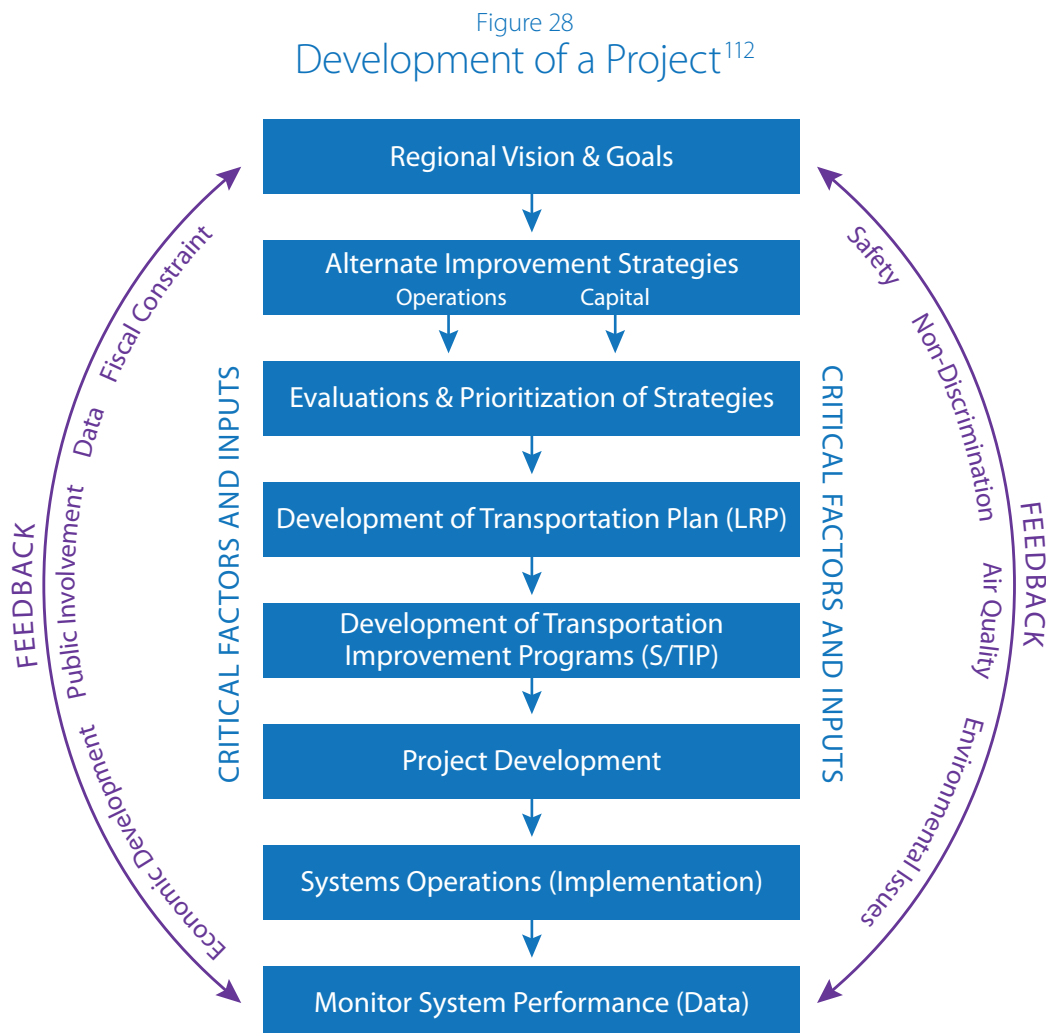 Figure 28
Development of a Project112
Regional Vision & Goals
Alternate Improvement Strategies
Operations Capital
Evaluations & Prioritization of Strategies
Development of Transportation Plan (LRP)
Development of Transportation
Improvement Programs (S/TIP)
Project Development
Systems Operations (Implementation)
Monitor System Performance (Data)
FEEDBACK
Fiscal Constraint
Data
Public Involvement
Economic Development
CRITICAL FACTORS AND INPUTS
CRITICAL FACTORS AND INPUTS
Safety
Non-Discrimination
Air Quality
Environmental Issues
FEEDBACK